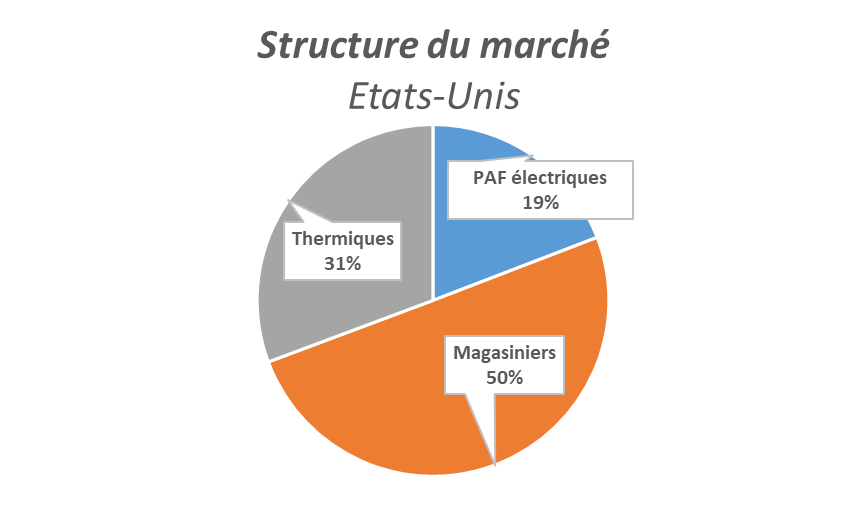 Structure du marché
Etats-Unis
PAF électriques
19%
Thermiques
31%
Magasiniers
50%